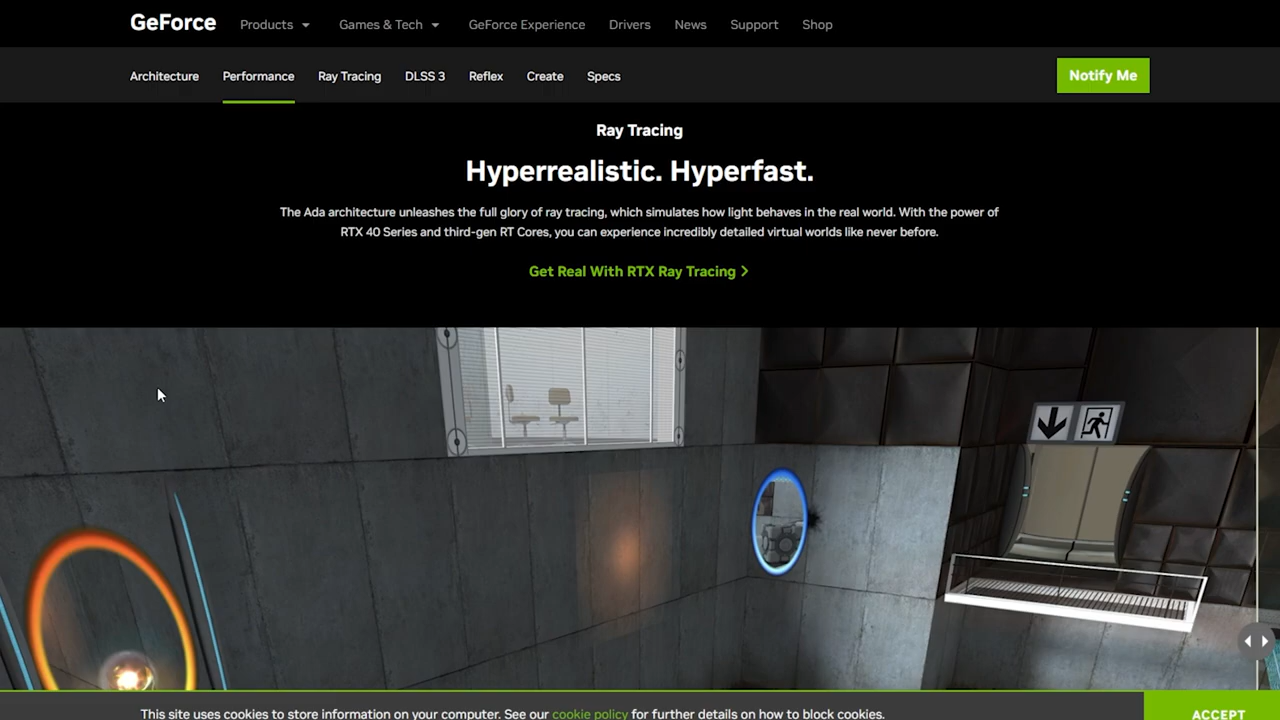 GeForce
Products
Games & Tech
GeForce Experience
Drivers
News
Support
Shop
Architecture
Performance
Ray Tracing
DLSS 3
Reflex
Create
Specs
Notify Me
Ray Tracing
Hyperrealistic. Hyperfast.
The Ada architecture unleashes the full glory of ray tracing, which simulates how light behaves in the real world. With the power of
RTX 40 Series and third-gen RT Cores, you can experience incredibly detailed virtual worlds like never before.
Get Real With RTX Ray Tracing
This site uses cookies to store information on your computer. See our cookie policy for further details on how to block cookies.
ACCEPT